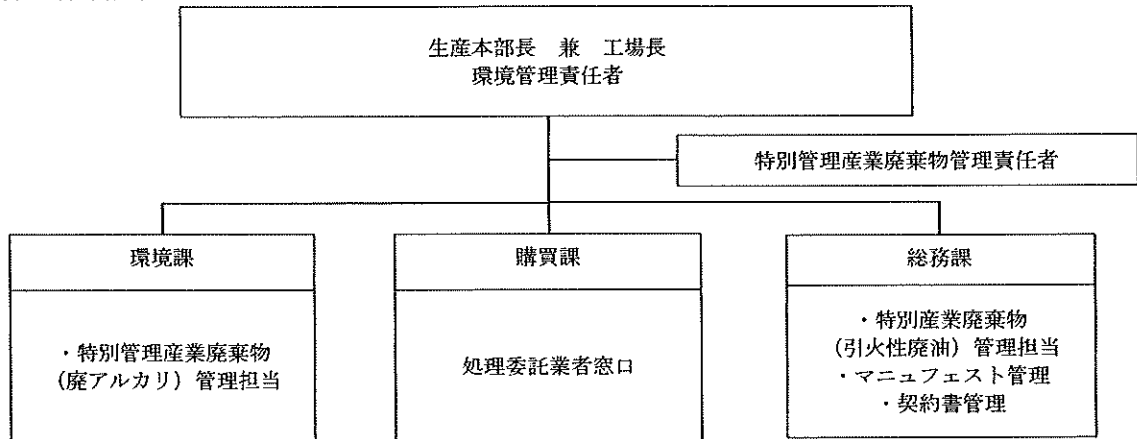 生産本部長　兼　工場長
環境管理責任者
特別管理産業廃棄物管理責任者
環境課
・特別管理産業廃棄物
（廃アルカリ）管理担当
購買課
処理委託業者窓口
総務課
・特別産業廃棄物
（引火性廃油）管理担当
・マニュフェスト管理
・契約書管理